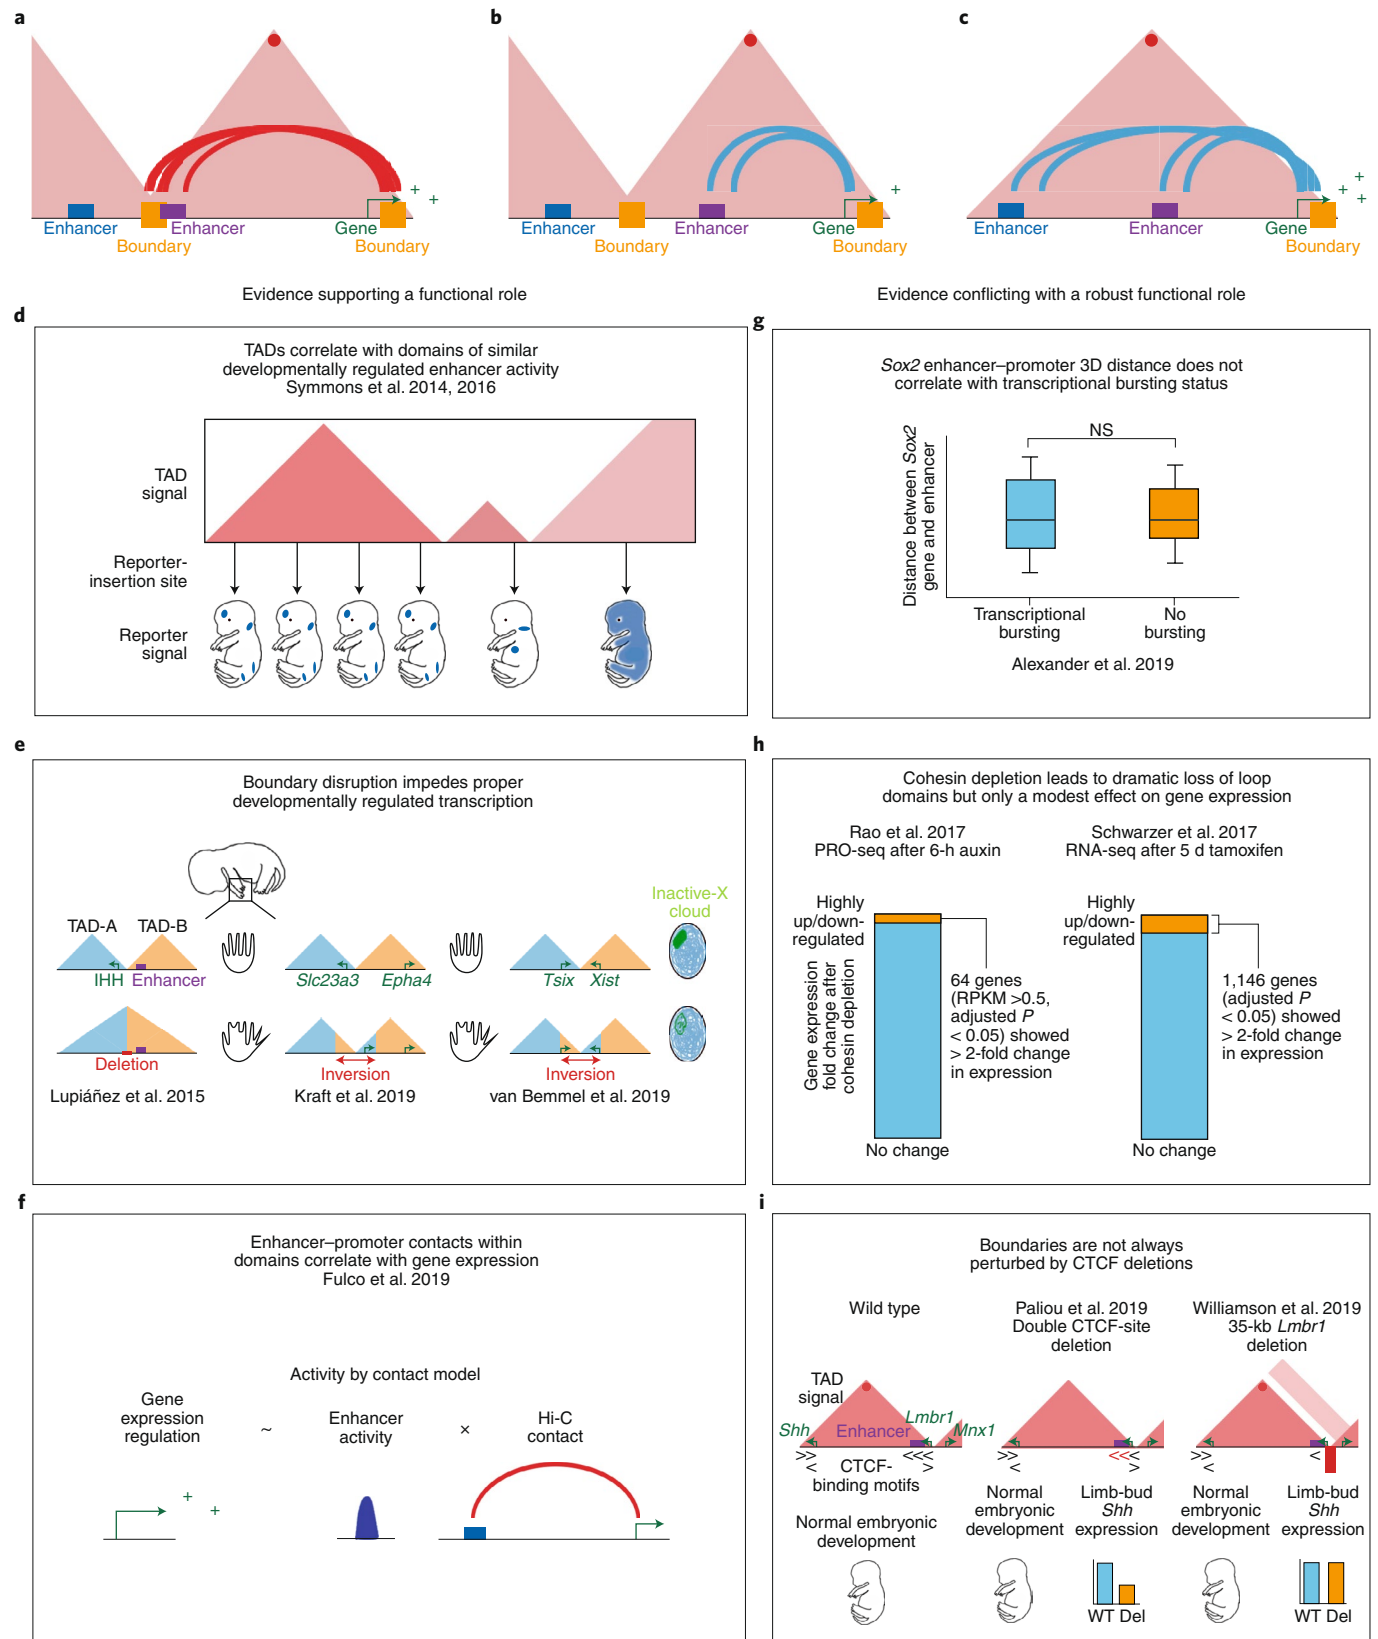 a
b
c
+
+
Enhancer
Boundary
Enhancer
Gene
Boundary
+
Enhancer
Boundary
Enhancer
Gene
Boundary
+
+
+
Enhancer
Enhancer
Gene
Boundary
Evidence supporting a functional role
Evidence conflicting with a robust functional role
d
TADs correlate with domains of similar
developmentally regulated enhancer activity
Symmons et al. 2014, 2016
TAD
signal
Reporter-
insertion site
Reporter
signal
g
Sox2 enhancer–promoter 3D distance does not
correlate with transcriptional bursting status
Distance between Sox2
gene and enhancer
NS
Transcriptional
bursting
No
bursting
Alexander et al. 2019
e
Boundary disruption impedes proper
developmentally regulated transcription
TAD-A
TAD-B
IHH
Enhancer
Slc23a3
Epha4
Tsix
Xist
Inactive-X
cloud
Deletion
Inversion
Inversion
Lupiáñez et al. 2015
Kraft et al. 2019
van Bemmel et al. 2019
h
Cohesin depletion leads to dramatic loss of loop
domains but only a modest effect on gene expression
Rao et al. 2017
PRO-seq after 6-h auxin
Schwarzer et al. 2017
RNA-seq after 5 d tamoxifen
Highly
up/down-
regulated
Gene expression
fold change after
cohesin depletion
64 genes
(RPKM >0.5,
adjusted P
< 0.05) showed
> 2-fold change
in expression
No change
Highly
up/down-
regulated
1,146 genes
(adjusted P
< 0.05) showed
> 2-fold change
in expression
No change
f
Enhancer–promoter contacts within
domains correlate with gene expression
Fulco et al. 2019
Activity by contact model
Gene
expression
regulation
~
Enhancer
activity
×
Hi-C
contact
+
+
i
Boundaries are not always
perturbed by CTCF deletions
Wild type
Paliou et al. 2019
Double CTCF-site
deletion
Williamson et al. 2019
35-kb Lmbr1
deletion
TAD
signal
Shh
Enhancer
Lmbr1
Mnx1
>>
<
<<<
>
CTCF-
binding motifs
>>
<
<<<
>
>>
<
<
Normal embryonic
development
Normal
embryonic
development
Limb-bud
Shh
expression
WT Del
Normal
embryonic
development
Limb-bud
Shh
expression
WT Del